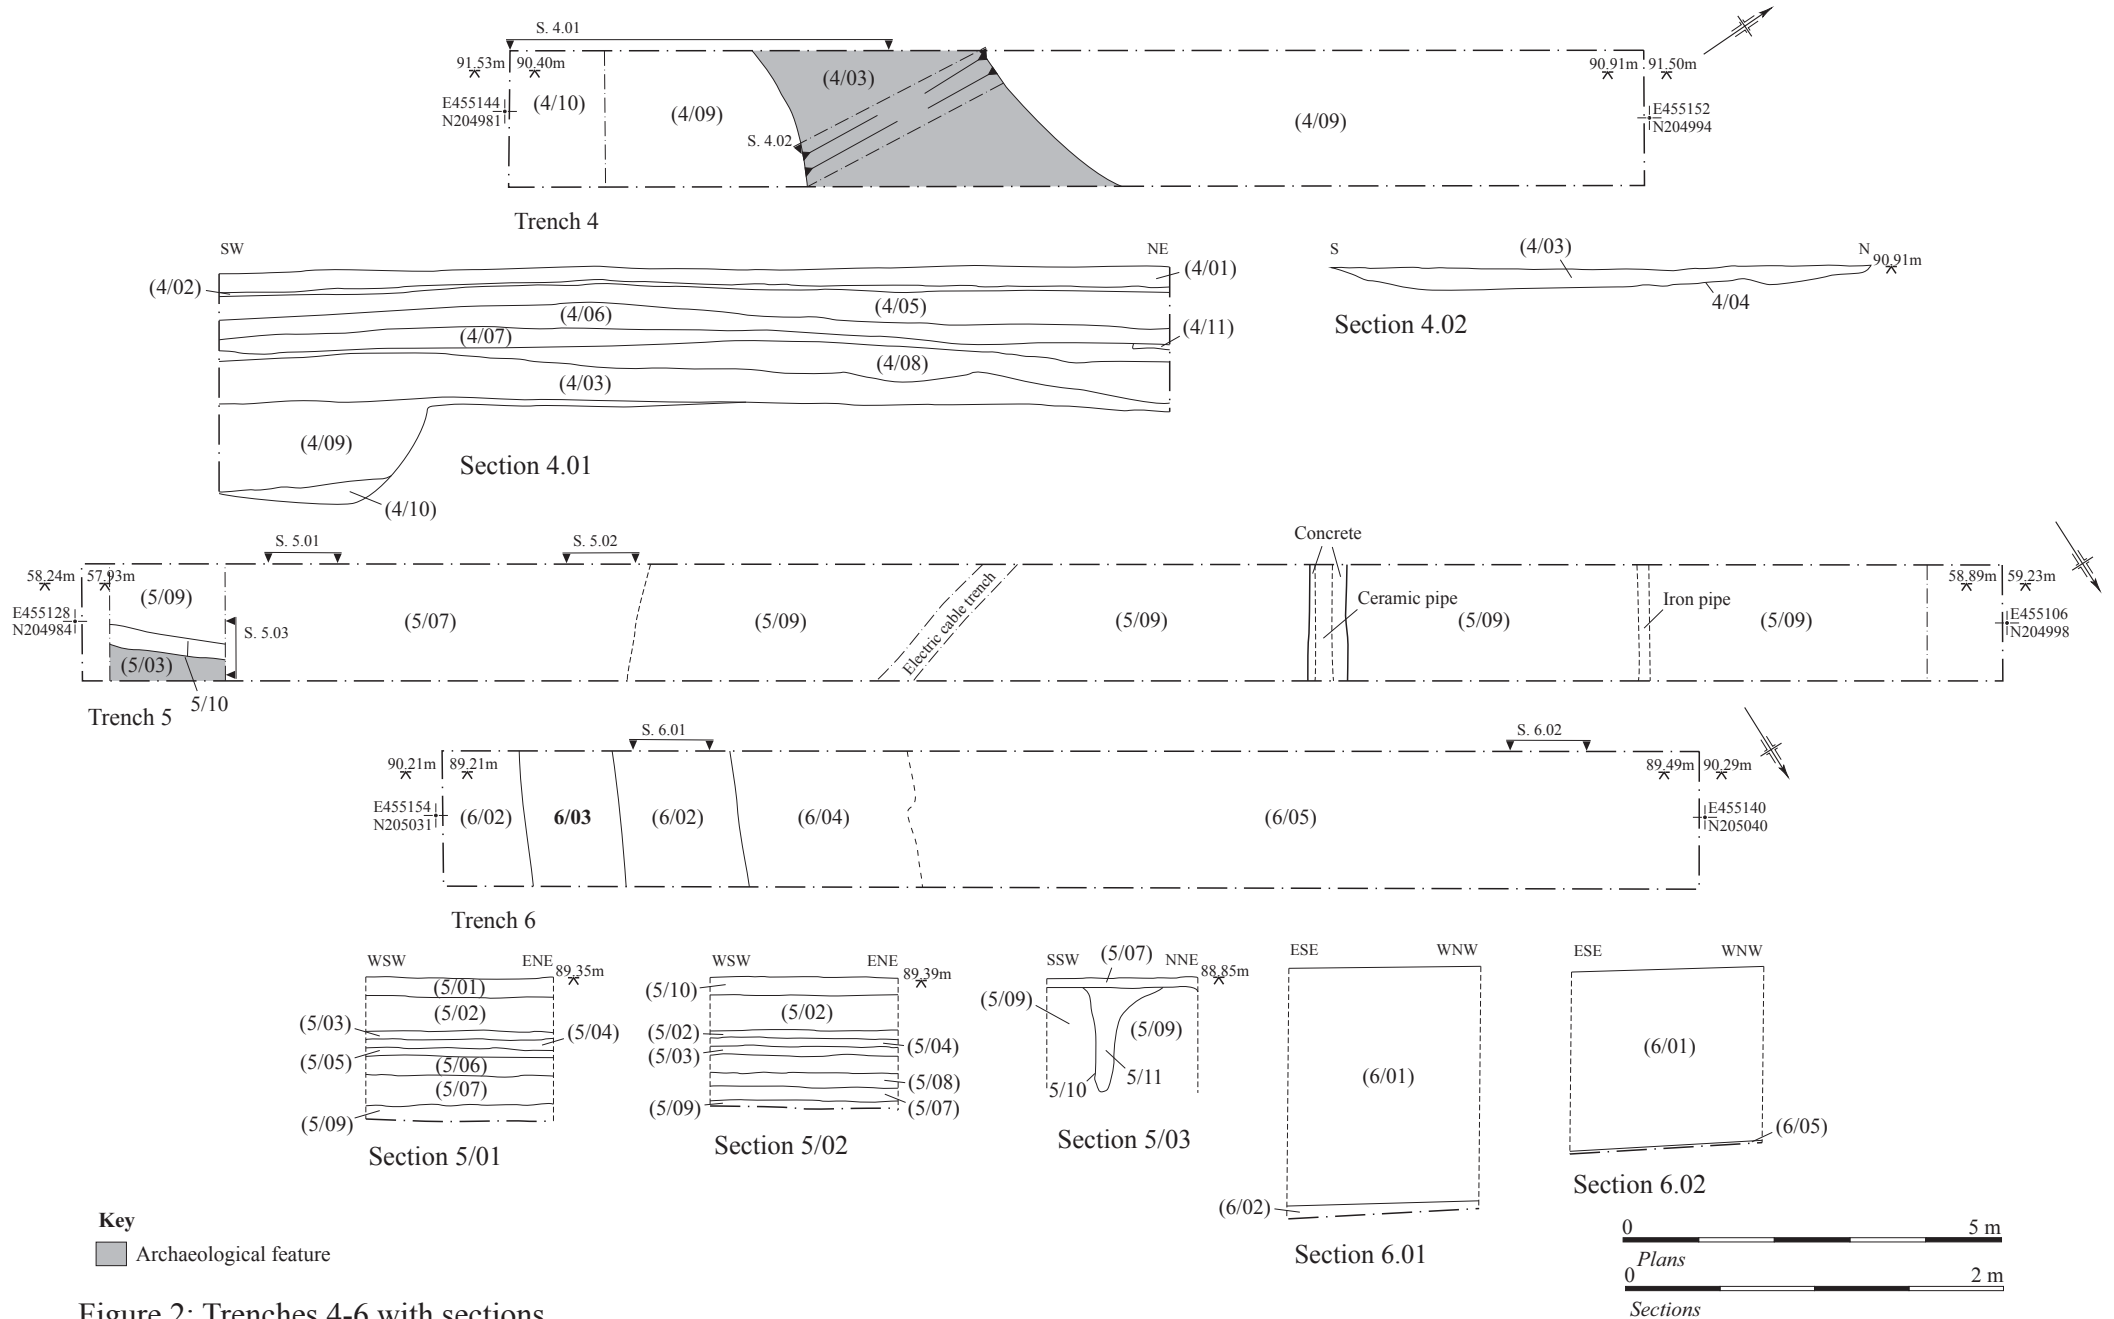 S. 4.01
91.53m
90.40m
90.91m
91.50m
E455144
N204981
(4/10)
(4/09)
(4/03)
S. 4.02
(4/09)
E455152
N204994
Trench 4
SW
NE
(4/01)
(4/02)
(4/05)
(4/06)
(4/11)
(4/07)
(4/08)
(4/03)
(4/09)
Section 4.01
(4/10)
S
(4/03)
N
90.91m
4/04
Section 4.02
S. 5.01
S. 5.02
Concrete
58.24m
57.93m
58.89m
59.23m
E455128
N204984
(5/09)
(5/03)
5/10
S. 5.03
(5/07)
(5/09)
Electric cable trench
(5/09)
Ceramic pipe
(5/09)
Iron pipe
(5/09)
E455106
N204998
Trench 5
S. 6.01
S. 6.02
90.21m
89.21m
89.49m
90.29m
E455154
N205031
(6/02)
6/03
(6/02)
(6/04)
(6/05)
E455140
N205040
Trench 6
WSW
ENE
89.35m
(5/01)
(5/02)
(5/03)
(5/04)
(5/05)
(5/06)
(5/07)
(5/09)
Section 5/01
WSW
ENE
89.39m
(5/10)
(5/02)
(5/02)
(5/04)
(5/03)
(5/08)
(5/09)
(5/07)
Section 5/02
SSW
(5/07)
NNE
88.85m
(5/09)
(5/09)
5/10
5/11
Section 5/03
ESE
WNW
(6/01)
(6/02)
Section 6.01
ESE
WNW
(6/01)
(6/05)
Section 6.02
Key
Archaeological feature
0
5 m
Plans
0
2 m
Sections
Figure 2: Trenches 4-6 with sections